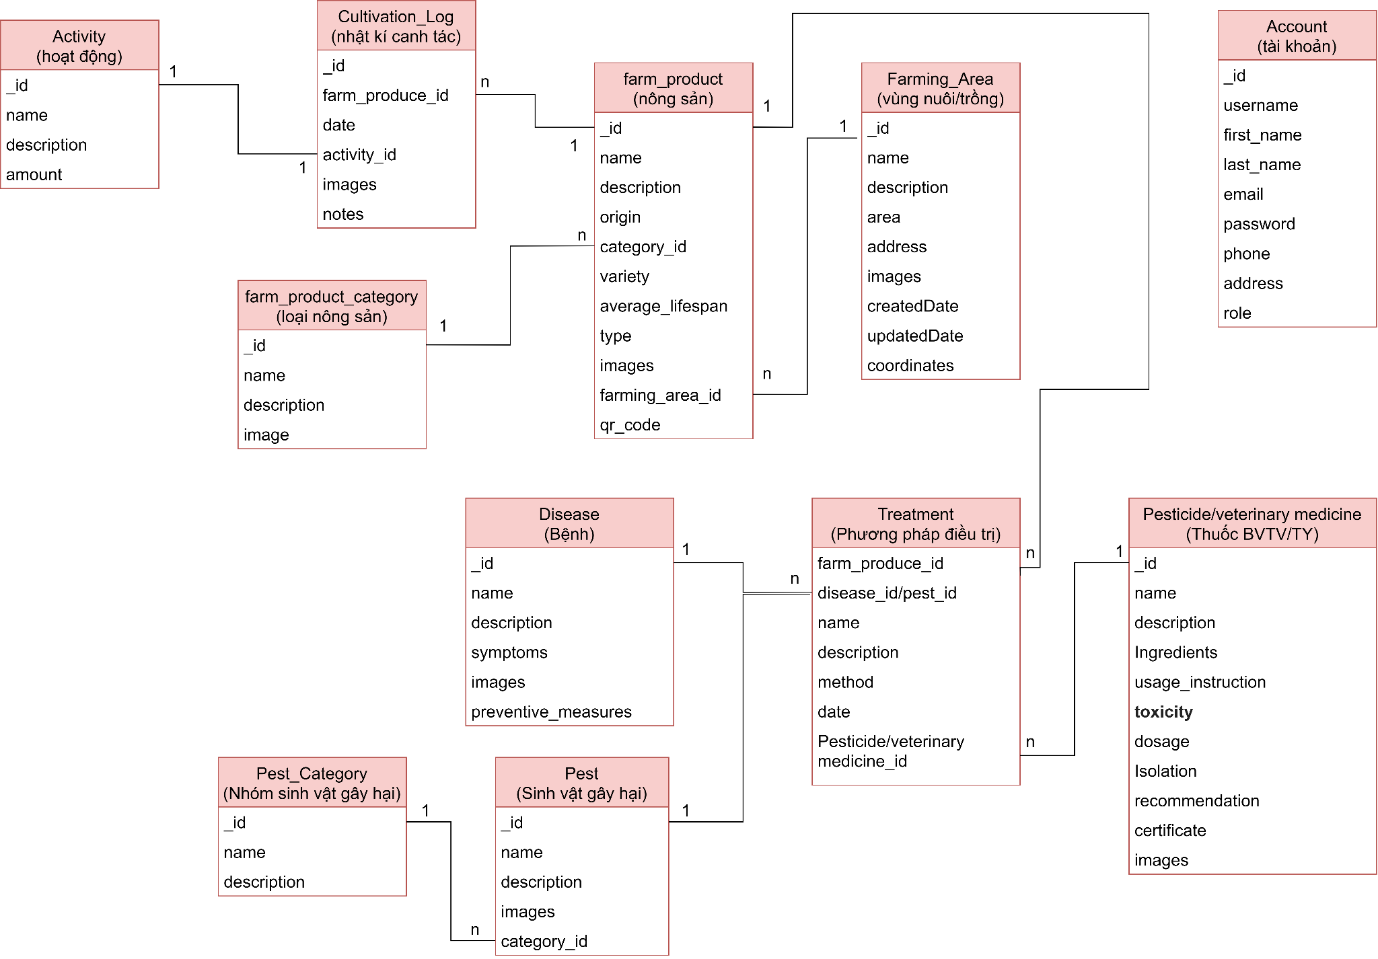 Activity
(hoạt động)
_id
name
description
amount
1
Cultivation_Log
(nhật kí canh tác)
_id
farm_produce_id
date
activity_id
images
notes
1
n
farm_product
(nông sản)
_id
name
description
origin
category_id
variety
average_lifespan
type
images
farming_area_id
qr_code
1
n
1
n
Farming_Area
(vùng nuôi/trồng)
_id
name
description
area
address
images
createdDate
updatedDate
coordinates
1
Account
(tài khoản)
_id
username
first_name
last_name
email
password
phone
address
role
farm_product_category
(loại nông sản)
_id
name
description
image
1
Disease
(Bệnh)
_id
name
description
symptoms
images
preventive_measures
1
Treatment
(Phương pháp điều trị)
farm_produce_id
disease_id/pest_id
name
description
method
date
Pesticide/veterinary
medicine_id
n
n
n
Pesticide/veterinary medicine
(Thuốc BVTV/TY)
_id
name
description
Ingredients
usage_instruction
toxicity
dosage
Isolation
recommendation
certificate
images
1
Pest_Category
(Nhóm sinh vật gây hại)
_id
name
description
1
Pest
(Sinh vật gây hại)
_id
name
description
images
category_id
1
n